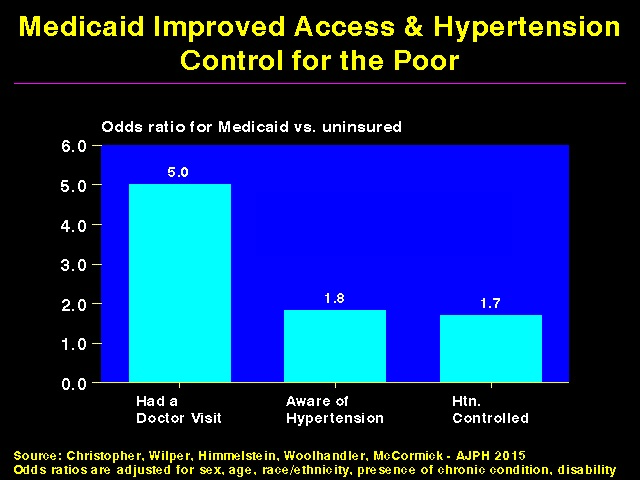 Medicaid Improved Access & Hypertension
Control for the Poor
Odds ratio for Medicaid vs. uninsured
6.0
5.0
4.0
3.0
2.0
1.0
0.0
5.0
1.8
1.7
Had a
Doctor Visit
Aware of
Hypertension
Htn.
Controlled
Source: Christopher, Wilper, Himmelstein, Woolhandler, McCormick - AJPH 2015
Odds ratios are adjusted for sex, age, race/ethnicity, presence of chronic condition, disability